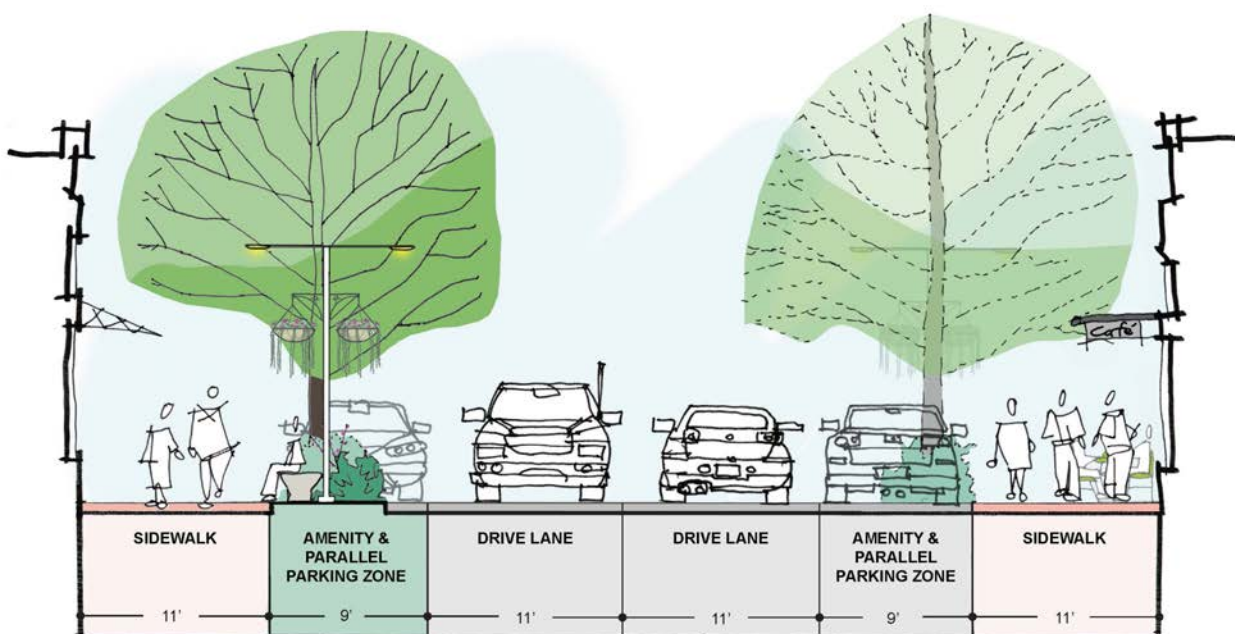 Café
SIDEWALK
AMENITY &
PARALLEL
PARKING ZONE
DRIVE LANE
DRIVE LANE
AMENITY &
PARALLEL
PARKING ZONE
SIDEWALK
11'
9'
11'
11'
9'
11'